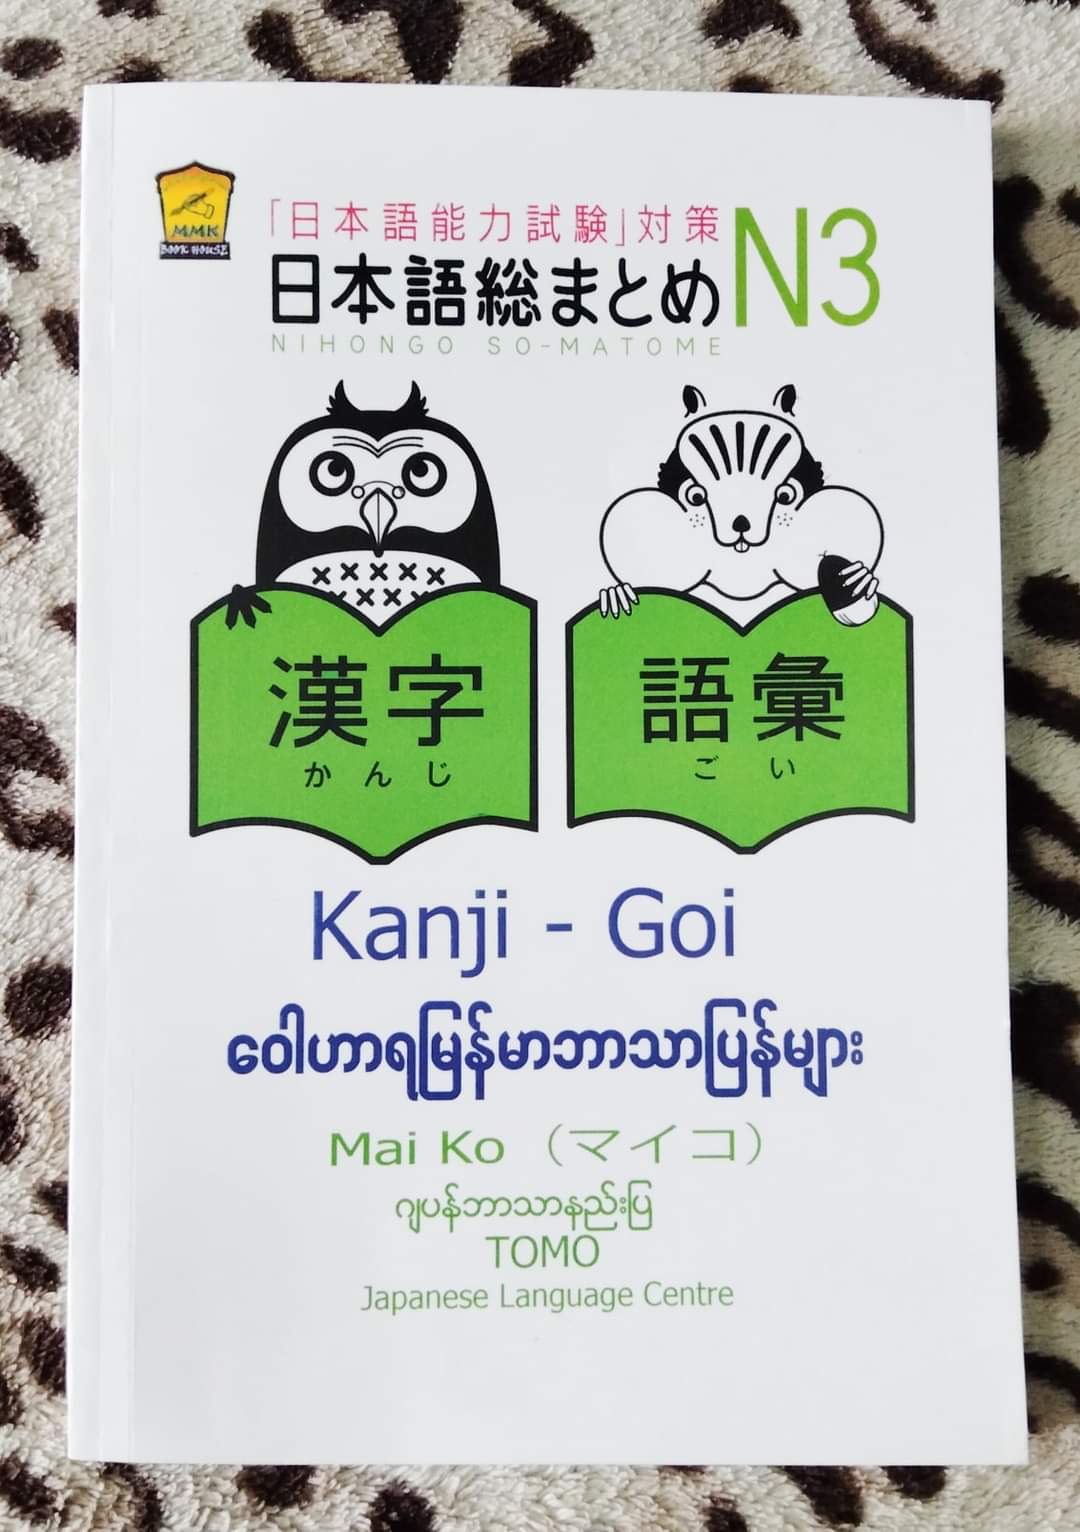 MMK
BOOK HOUSE
「日本語能力試験」対策
日本語総まとめ N3
NIHONGO SO-MATOME
漢字
かんじ
語彙
ごい
Kanji - Goi
ဝေါဟာရမြန်မာဘာသာပြန်များ
Mai Ko (マイコ)
ဂျပန်ဘာသာနည်းပြ
TOMO
Japanese Language Centre